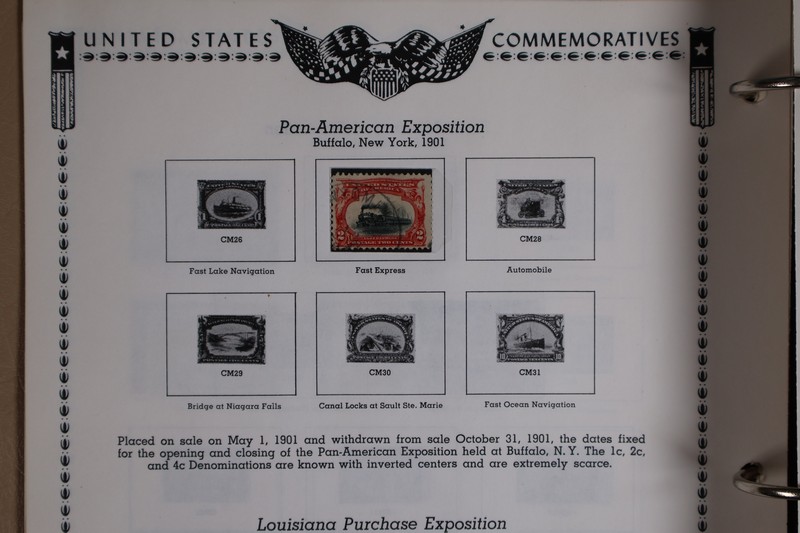 UNITED STATES COMMEMORATIVES
Pan-American Exposition
Buffalo, New York, 1901
CM26
Fast Lake Navigation
Fast Express
CM28
Automobile
CM29
Bridge at Niagara Falls
CM30
Canal Locks at Sault Ste. Marie
CM31
Fast Ocean Navigation
Placed on sale on May 1, 1901 and withdrawn from sale October 31, 1901, the dates fixed
for the opening and closing of the Pan-American Exposition held at Buffalo, N. Y. The 1c, 2c,
and 4c Denominations are known with inverted centers and are extremely scarce.
Louisiana Purchase Exposition